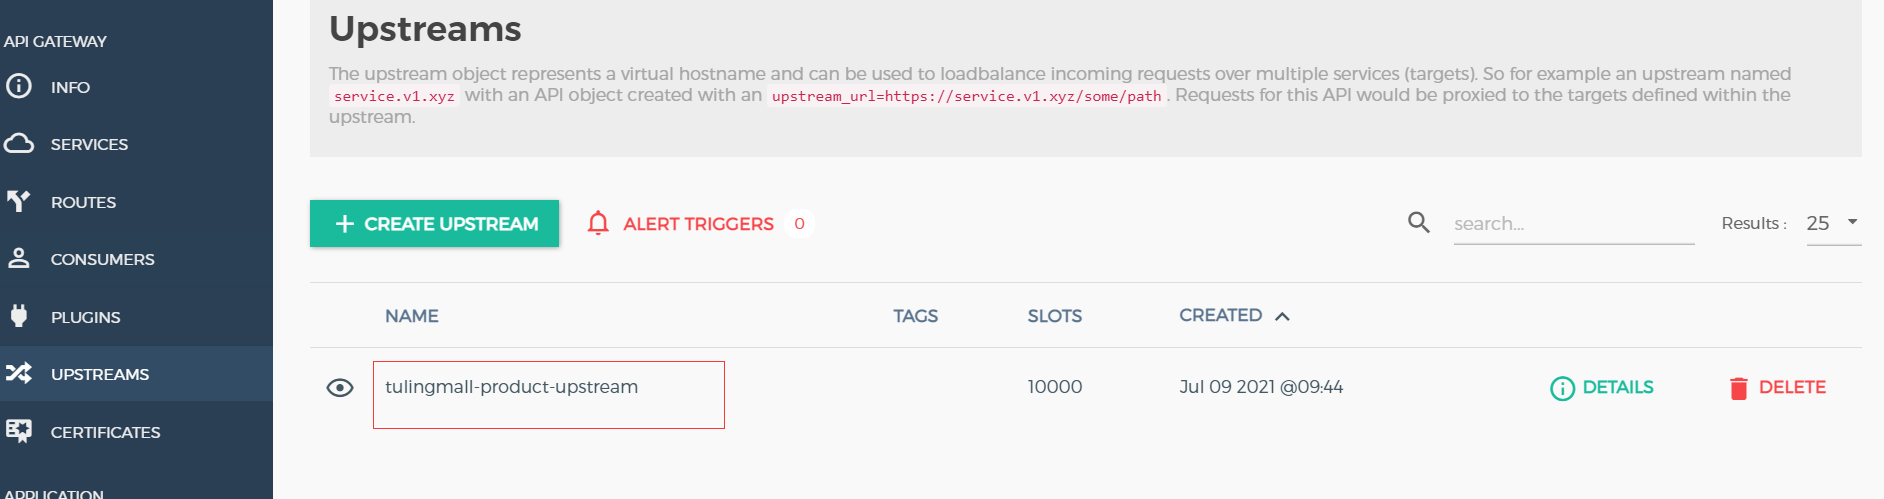 API GATEWAY
INFO
SERVICES
ROUTES
CONSUMERS
PLUGINS
UPSTREAMS
CERTIFICATES
APPLICATION
Upstreams
The upstream object represents a virtual hostname and can be used to loadbalance incoming requests over multiple services (targets). So for example an upstream named
service.v1.xyz with an API object created with an upstream_url=https://service.v1.xyz/some/path. Requests for this API would be proxied to the targets defined within the
upstream.
+ CREATE UPSTREAM ALERT TRIGGERS 0 search... Results : 25
NAME TAGS SLOTS CREATED
tulingmall-product-upstream 10000 Jul 09 2021 @09:44 DETAILS DELETE